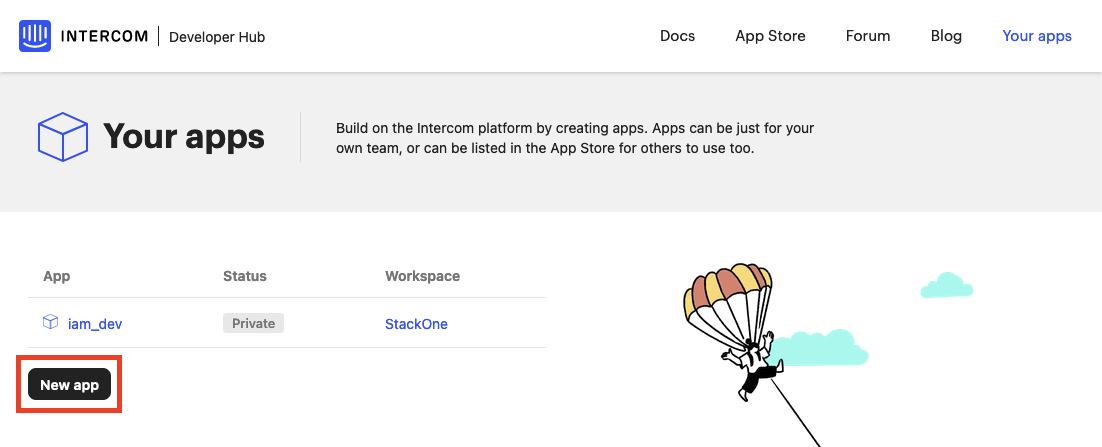 INTERCOM Developer Hub Docs App Store Forum Blog Your apps
Your apps
Build on the Intercom platform by creating apps. Apps can be just for your
own team, or can be listed in the App Store for others to use too.
App Status Workspace
iam_dev Private StackOne
New app